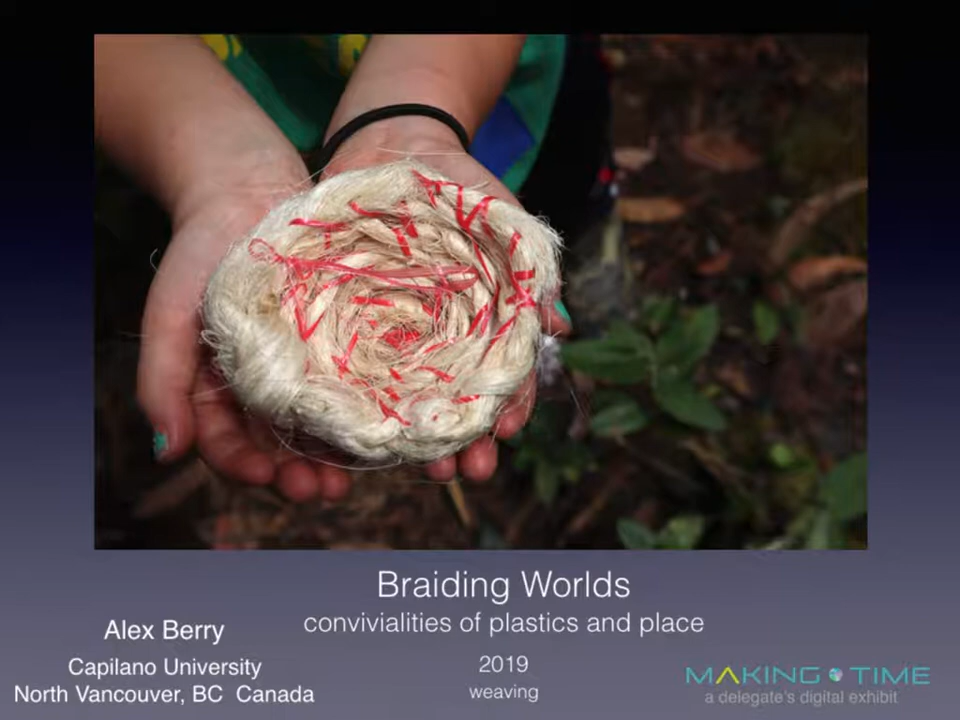 Braiding Worlds
convivialities of plastics and place
2019
weaving
Alex Berry
Capilano University
North Vancouver, BC Canada
MAKING TIME
a delegate's digital exhibit